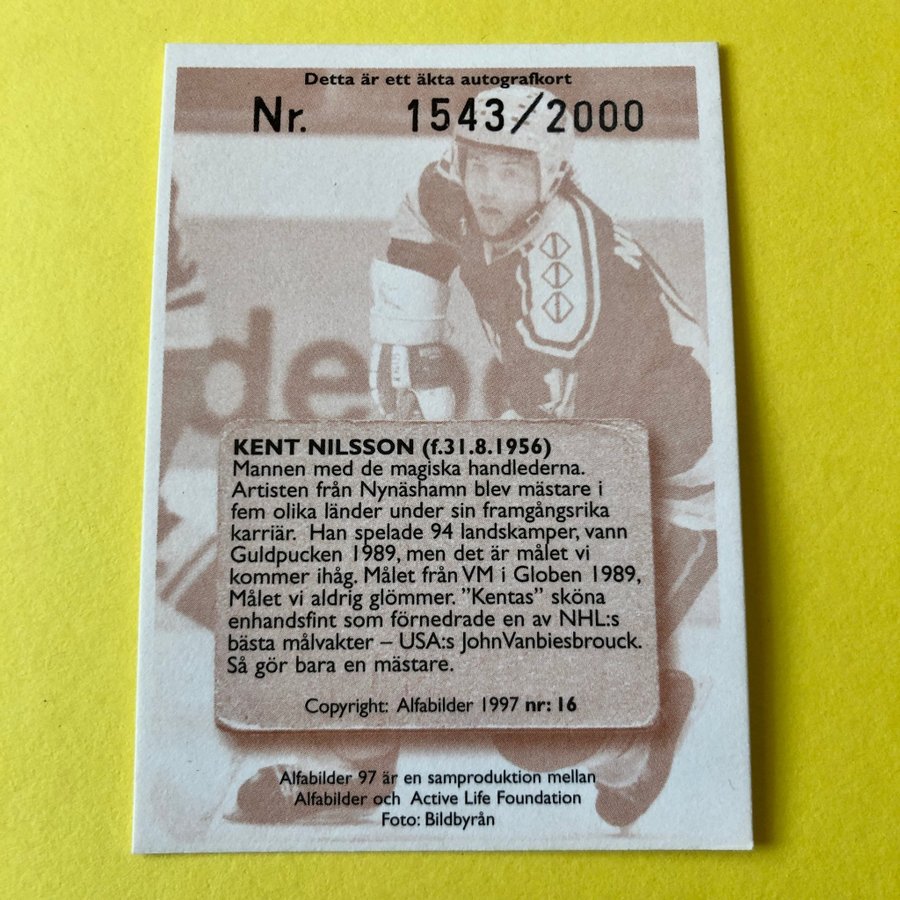 Detta är ett äkta autografkort
Nr. 1543/2000
de
KENT NILSSON (f.31.8.1956)
Mannen med de magiska handlederna.
Artisten från Nynäshamn blev mästare i
fem olika länder under sin framgångsrika
karriär. Han spelade 94 landskamper, vann
Guldpucken 1989, men det är målet vi
kommer ihåg. Målet från VM i Globen 1989,
Målet vi aldrig glömmer. ”Kentas” sköna
enhandsfint som förnedrade en av NHL:s
bästa målvakter – USA:s JohnVanbiesbrouck.
Så gör bara en mästare.
Copyright: Alfabilder 1997 nr: 16
Alfabilder 97 är en samproduktion mellan
Alfabilder och Active Life Foundation
Foto: Bildbyrån